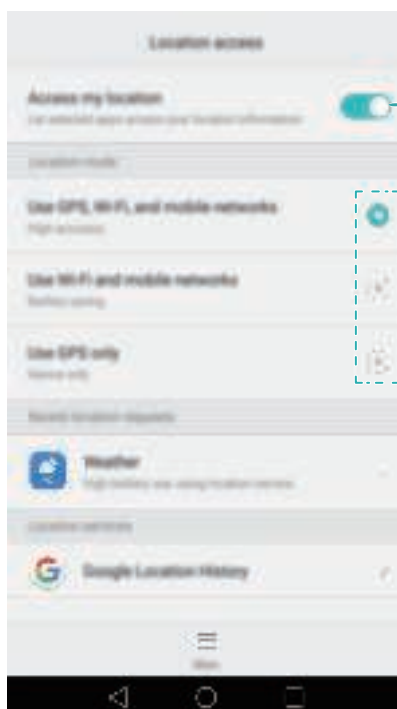 Location access
Access my location
Let selected apps access your location information
Location mode
Use GPS, Wi-Fi, and mobile networks
High accuracy
Use Wi-Fi and mobile networks
Battery saving
Use GPS only
Device only
Recent location requests
Weather
High battery use using location service
Location services
Google Location History
More